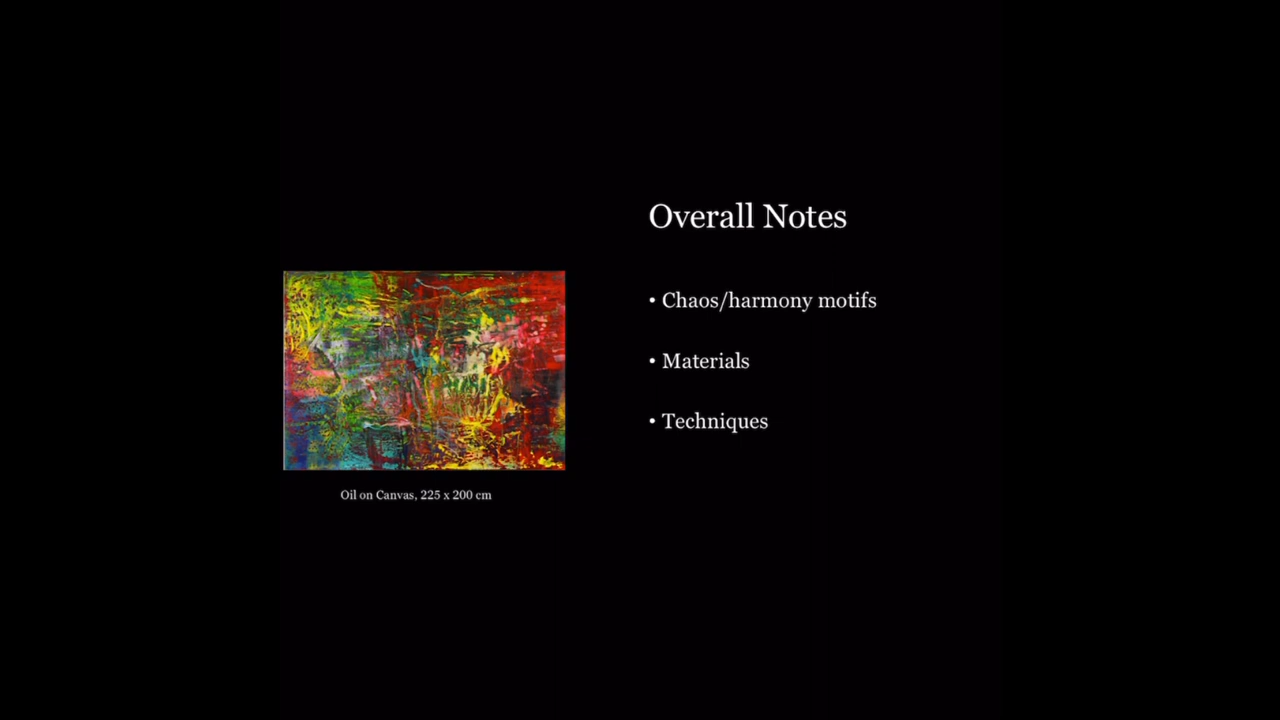 Overall Notes
• Chaos/harmony motifs
• Materials
• Techniques
Oil on Canvas, 225 x 200 cm